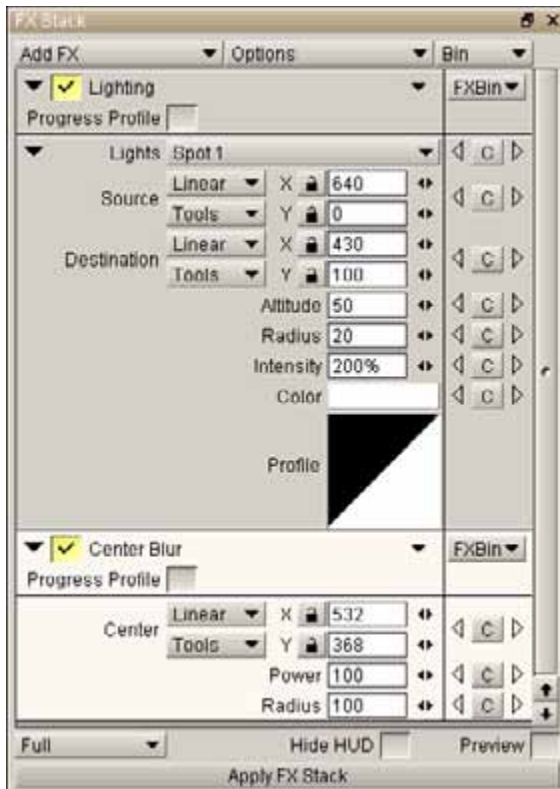 FX Stack
Add FX Options Bin
Lighting FXBin
Progress Profile
Lights Spot 1 C
Linear X 640
Source C
Tools Y 0
Linear X 430
Destination C
Tools Y 100
Altitude 50 C
Radius 20 C
Intensity 200% C
Color C
Profile
Center Blur FXBin
Progress Profile
Linear X 532
Center C
Tools Y 368
Power 100 C
Radius 100 C
Full Hide HUD Preview
Apply FX Stack